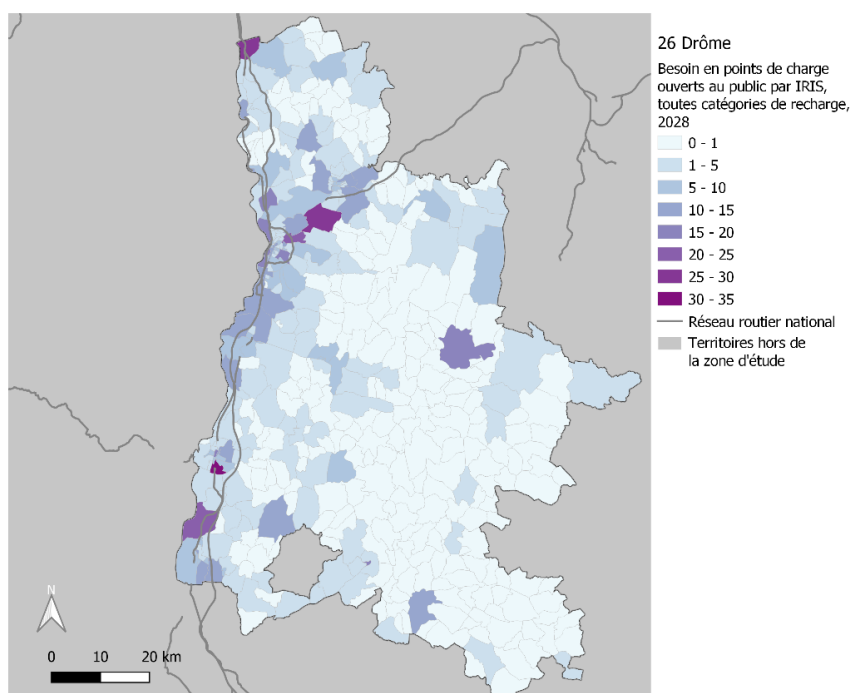 26 Drôme
Besoin en points de charge
ouverts au public par IRIS,
toutes catégories de recharge,
2028
0 - 1
1 - 5
5 - 10
10 - 15
15 - 20
20 - 25
25 - 30
30 - 35
Réseau routier national
Territoires hors de
la zone d'étude
N
0 10 20 km